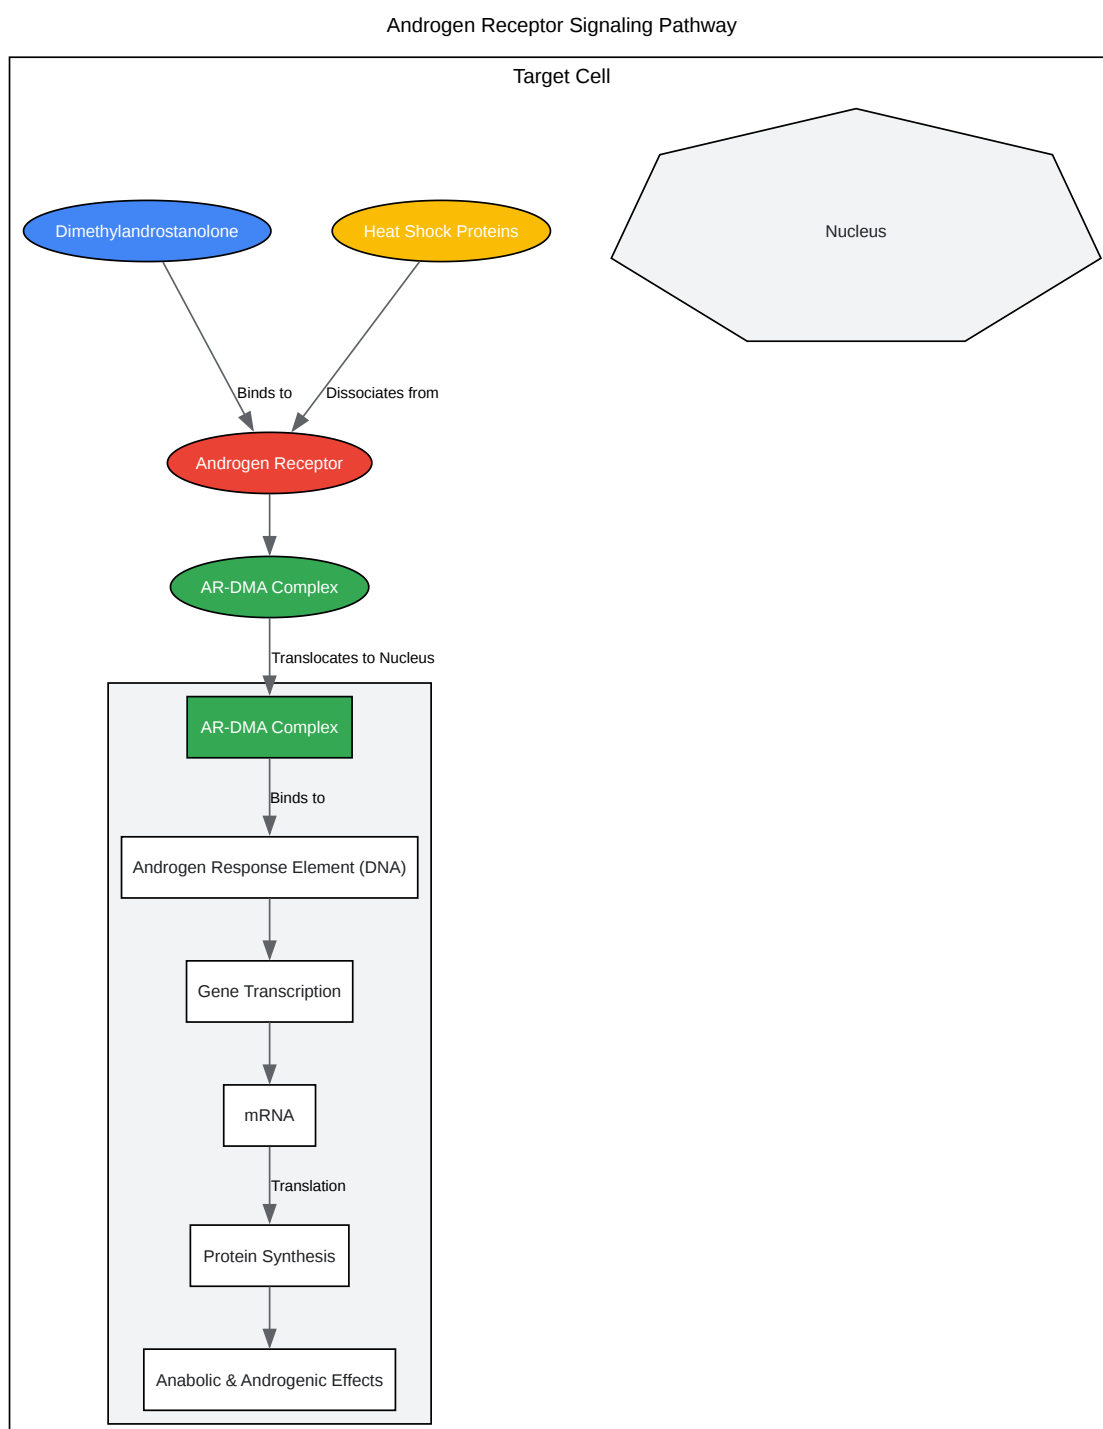 Androgen Receptor Signaling Pathway
Target Cell
Dimethylandrostanolone
Heat Shock Proteins
Nucleus
Binds to
Dissociates from
Androgen Receptor
AR-DMA Complex
Translocates to Nucleus
AR-DMA Complex
Binds to
Androgen Response Element (DNA)
Gene Transcription
mRNA
Translation
Protein Synthesis
Anabolic & Androgenic Effects